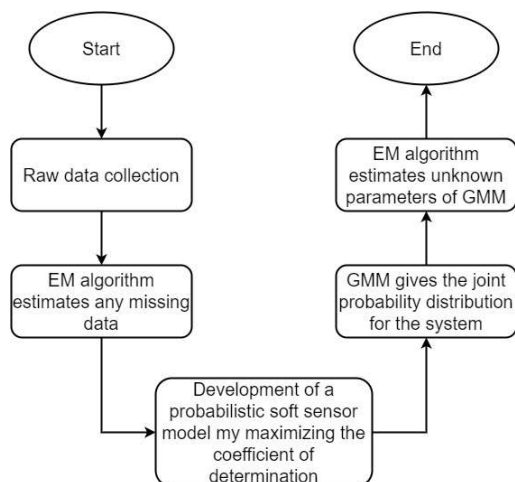 Start
Raw data collection
EM algorithm
estimates any missing
data
Development of a
probabilistic soft sensor
model my maximizing the
coefficient of
determination
GMM gives the joint
probability distribution
for the system
EM algorithm
estimates unknown
parameters of GMM
End